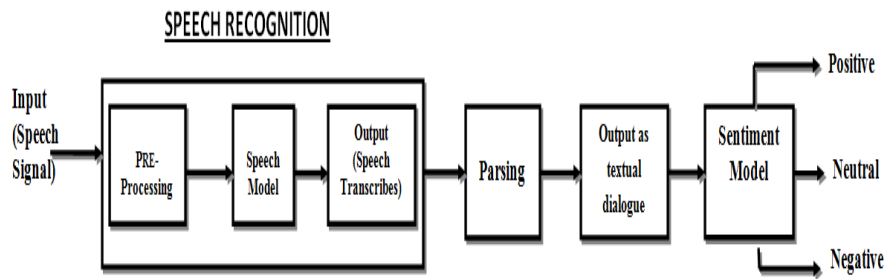 SPEECH RECOGNITION
Input
(Speech
Signal)
PRE-
Processing
Speech
Model
Output
(Speech
Transcribes)
Parsing
Output as
textual
dialogue
Sentiment
Model
Positive
Neutral
Negative